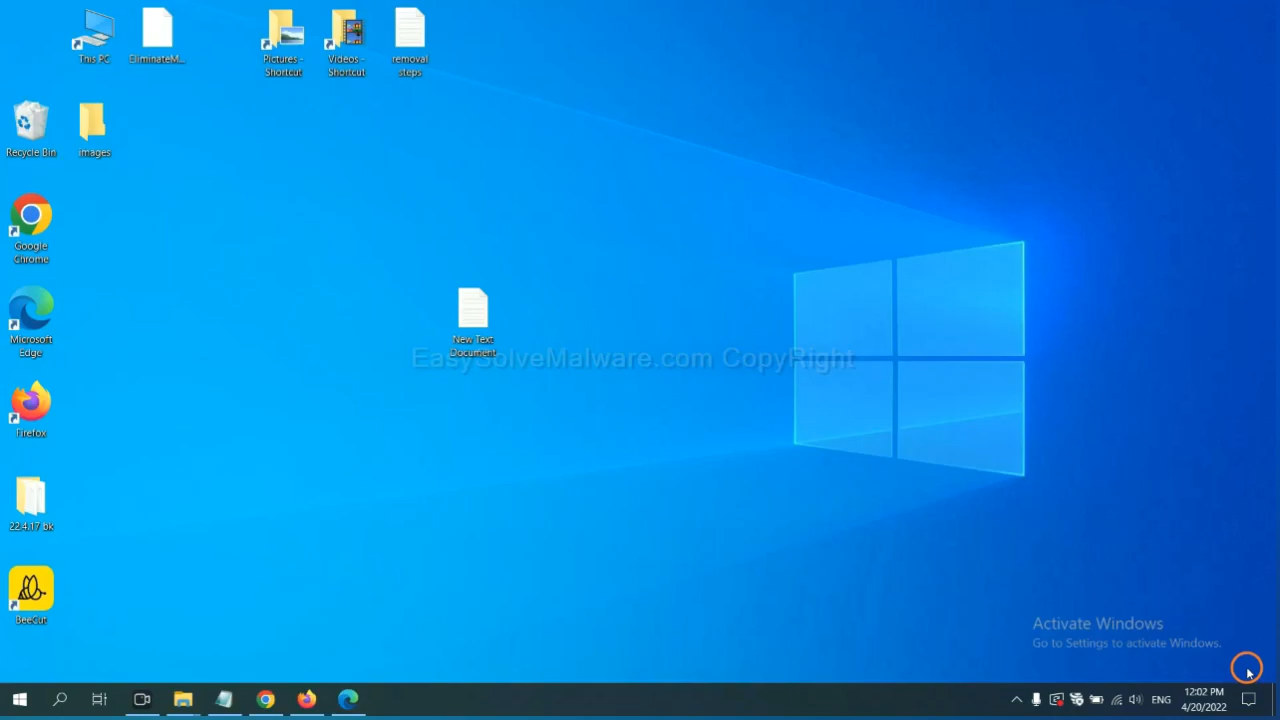 This PC
EliminateM...
Pictures -
Shortcut
Videos -
Shortcut
removal
steps
Recycle Bin
images
Google
Chrome
New Text
Document
Microsoft
Edge
EasySolveMalware.com CopyRight
Firefox
22.4.17 bk
BeeCut
Activate Windows
Go to Settings to activate Windows.
ENG
12:02 PM
4/20/2022